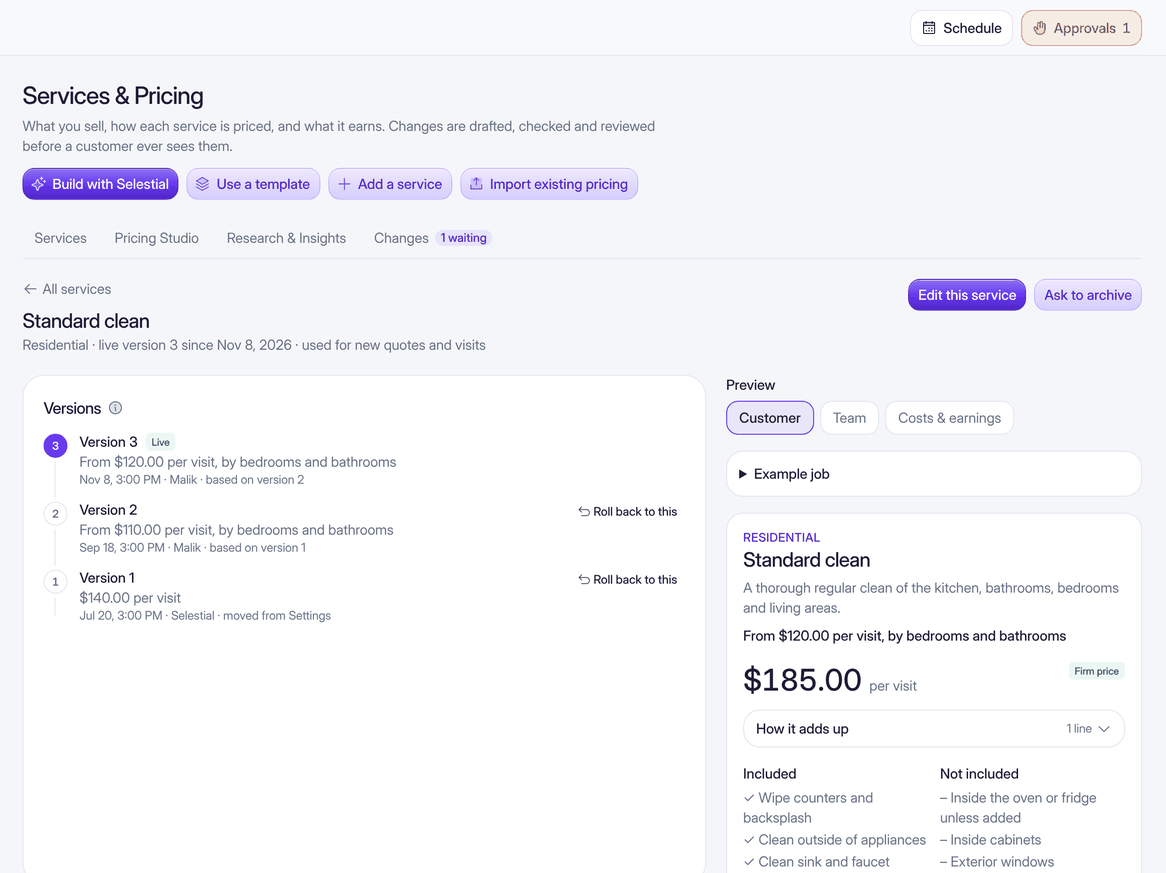 Schedule
Approvals 1
Services & Pricing
What you sell, how each service is priced, and what it earns. Changes are drafted, checked and reviewed
before a customer ever sees them.
Build with Selestial
Use a template
Add a service
Import existing pricing
Services
Pricing Studio
Research & Insights
Changes 1 waiting
← All services
Edit this service
Ask to archive
Standard clean
Residential · live version 3 since Nov 8, 2026 · used for new quotes and visits
Versions
3
Version 3 Live
From $120.00 per visit, by bedrooms and bathrooms
Nov 8, 3:00 PM · Malik · based on version 2
2
Version 2
Roll back to this
From $110.00 per visit, by bedrooms and bathrooms
Sep 18, 3:00 PM · Malik · based on version 1
1
Version 1
Roll back to this
$140.00 per visit
Jul 20, 3:00 PM · Selestial · moved from Settings
Preview
Customer
Team
Costs & earnings
Example job
RESIDENTIAL
Standard clean
A thorough regular clean of the kitchen, bathrooms, bedrooms
and living areas.
From $120.00 per visit, by bedrooms and bathrooms
$185.00 per visit
Firm price
How it adds up
1 line
Included
✓ Wipe counters and
backsplash
✓ Clean outside of appliances
✓ Clean sink and faucet
Not included
– Inside the oven or fridge
unless added
– Inside cabinets
– Exterior windows